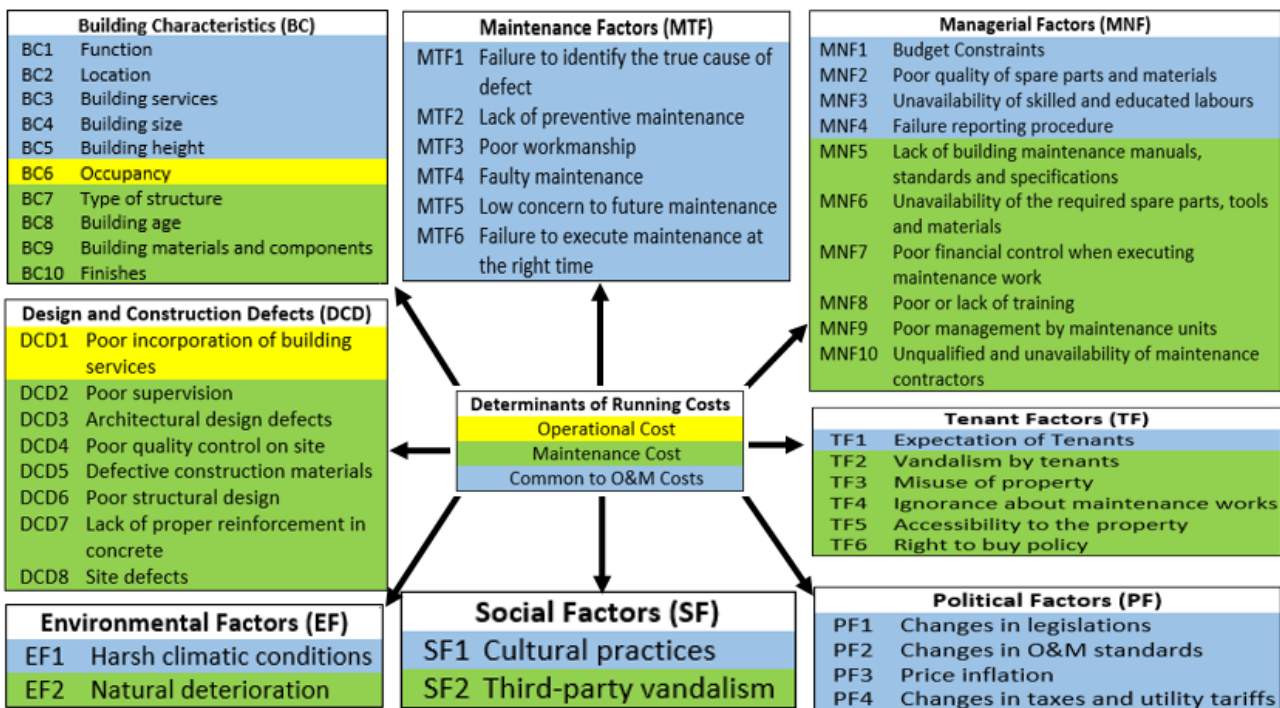 Building Characteristics (BC)
BC1 Function
BC2 Location
BC3 Building services
BC4 Building size
BC5 Building height
BC6 Occupancy
BC7 Type of structure
BC8 Building age
BC9 Building materials and components
BC10 Finishes
Maintenance Factors (MTF)
MTF1 Failure to identify the true cause of
defect
MTF2 Lack of preventive maintenance
MTF3 Poor workmanship
MTF4 Faulty maintenance
MTF5 Low concern to future maintenance
MTF6 Failure to execute maintenance at
the right time
Managerial Factors (MNF)
MNF1 Budget Constraints
MNF2 Poor quality of spare parts and materials
MNF3 Unavailability of skilled and educated labours
MNF4 Failure reporting procedure
MNF5 Lack of building maintenance manuals,
standards and specifications
MNF6 Unavailability of the required spare parts, tools
and materials
MNF7 Poor financial control when executing
maintenance work
MNF8 Poor or lack of training
MNF9 Poor management by maintenance units
MNF10 Unqualified and unavailability of maintenance
contractors
Design and Construction Defects (DCD)
DCD1 Poor incorporation of building
services
DCD2 Poor supervision
DCD3 Architectural design defects
DCD4 Poor quality control on site
DCD5 Defective construction materials
DCD6 Poor structural design
DCD7 Lack of proper reinforcement in
concrete
DCD8 Site defects
Determinants of Running Costs
Operational Cost
Maintenance Cost
Common to O&M Costs
Tenant Factors (TF)
TF1 Expectation of Tenants
TF2 Vandalism by tenants
TF3 Misuse of property
TF4 Ignorance about maintenance works
TF5 Accessibility to the property
TF6 Right to buy policy
Environmental Factors (EF)
EF1 Harsh climatic conditions
EF2 Natural deterioration
Social Factors (SF)
SF1 Cultural practices
SF2 Third-party vandalism
Political Factors (PF)
PF1 Changes in legislations
PF2 Changes in O&M standards
PF3 Price inflation
PF4 Changes in taxes and utility tariffs